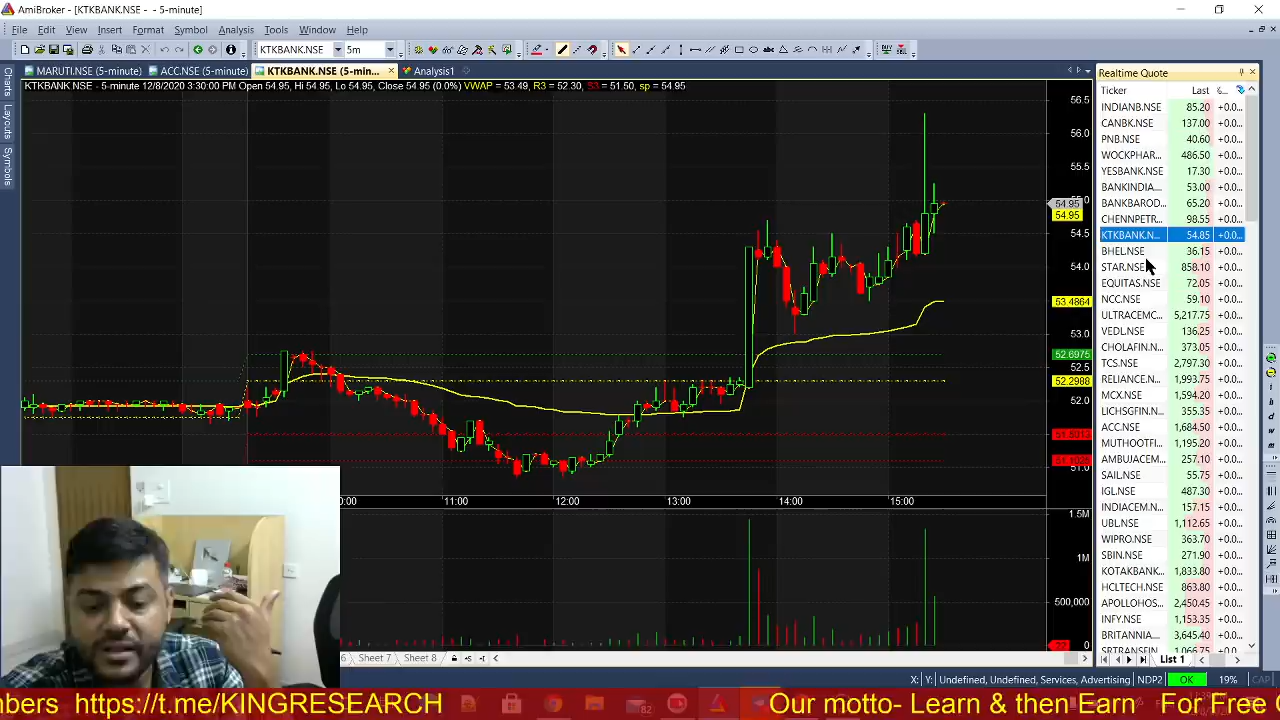 AmiBroker - [KTKBANK.NSE - - 5-minute]
File Edit View Insert Format Symbol Analysis Tools Window Help
KTKBANK.NSE 5m
MARUTI.NSE (5-minute) ACC.NSE (5-minute) KTKBANK.NSE (5-min... Analysis1
KTKBANK.NSE - 5-minute 12/8/2020 3:30:00 PM Open 54.95, Hi 54.95, Lo 54.95, Close 54.95 (0.0%) VWAP = 53.49, R3 = 52.30, S3 = 51.50, sp = 54.95
Charts
Layouts
Symbols
56.5
56.0
55.5
54.95
54.95
54.5
54.0
53.4864
53.0
52.6975
52.5
52.2988
52.0
51.0
11:00 12:00 13:00 14:00 15:00
1.5M
1M
500,000
Realtime Quote
Ticker Last
INDIANB.NSE 85.20 +0.0...
CANBK.NSE 137.00 +0.0...
PNB.NSE 40.60 +0.0...
WOCKPHAR... 486.50 +0.0...
YESBANK.NSE 17.30 +0.0...
BANKINDIA.... 53.00 +0.0...
BANKBAROD... 65.20 +0.0...
CHENNPETR... 98.55 +0.0...
KTKBANK.N... 54.85 +0.0...
BHEL.NSE 36.15 +0.0...
STAR.NSE 858.10 +0.0...
EQUITAS.NSE 72.05 +0.0...
NCC.NSE 59.10 +0.0...
ULTRACEMC... 5,217.75 +0.0...
VEDL.NSE 136.25 +0.0...
CHOLAFIN.N... 373.05 +0.0...
TCS.NSE 2,797.30 +0.0...
RELIANCE.N... 1,993.75 +0.0...
MCX.NSE 1,594.20 +0.0...
LICHSGFIN.N... 355.35 +0.0...
ACC.NSE 1,684.50 +0.0...
MUTHOOTFI... 1,195.20 +0.0...
AMBUJACEM... 257.10 +0.0...
SAIL.NSE 55.75 +0.0...
IGL.NSE 487.30 +0.0...
INDIACEM.N... 157.15 +0.0...
UBL.NSE 1,112.65 +0.0...
WIPRO.NSE 363.70 +0.0...
SBIN.NSE 271.90 +0.0...
KOTAKBANK... 1,833.80 +0.0...
HCLTECH.NSE 863.80 +0.0...
APOLLOHOS... 2,450.45 +0.0...
INFY.NSE 1,153.35 +0.0...
BRITANNIA.... 3,645.40 +0.0...
List 1
Sheet 7 Sheet 8
X: Y: Undefined, Undefined, Services, Advertising NDP2 OK 19% CAP
mbers https://t.me/KINGRESEARCH Our motto- Learn & then Earn For Free